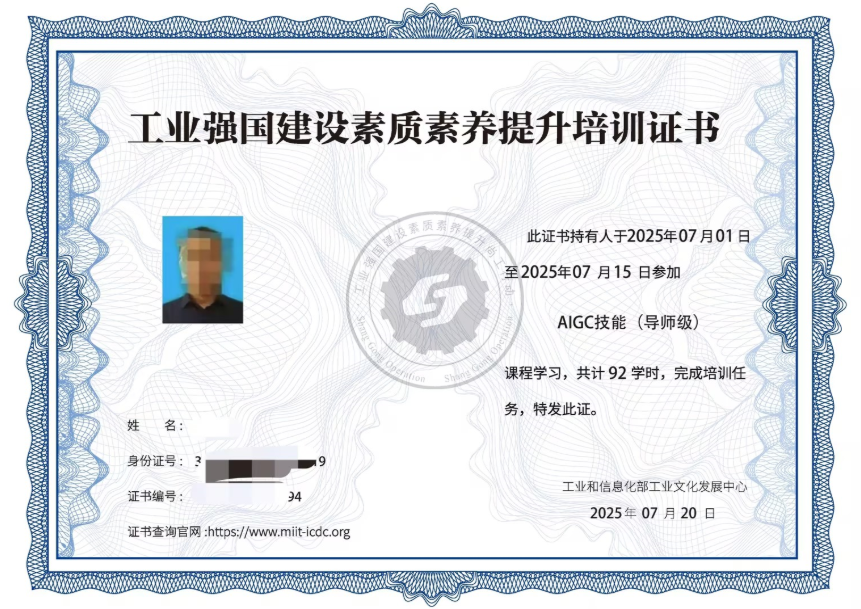 工业强国建设素质素养提升培训证书
工业强国建设素质素养提升尚工行动
Shang Gong Operation Shang Gong Operation
此证书持有人于2025年07月01日
至2025年07月15日参加
AIGC技能（导师级）
课程学习，共计92学时，完成培训任
务，特发此证。
姓 名：
身份证号：3 9
证书编号： 94
证书查询官网:https://www.miit-icdc.org
工业和信息化部工业文化发展中心
2025年07月20日